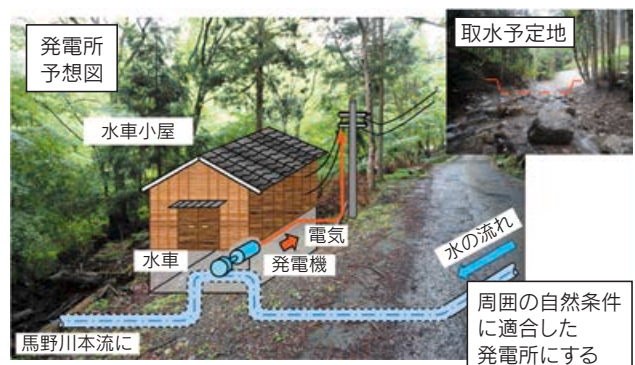 発電所
予想図
取水予定地
水車小屋
電気
水車
発電機
水の流れ
馬野川本流に
周囲の自然条件
に適合した
発電所にする